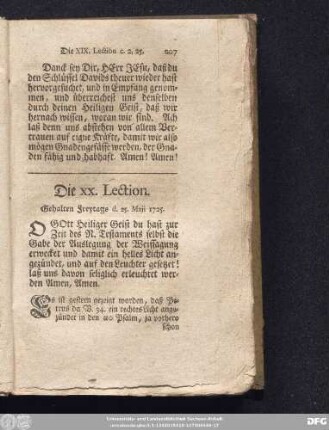 Die XIX. Lection c. 2. 25. 207
Danck sey Dir, HErr JEsu, daß du
den Schlüssel Davids theuer wieder hast
hervorgesuchet, und in Empfang genom-
men, und überreichest uns denselben
durch deinen Heiligen Geist, daß wir
hernach wissen, woran wir sind. Ach
laß denn uns abstehen von allem Ver-
trauen auf eigne Kräfte, damit wir also
mögen Gnadengefässe werden, der Gna-
den fähig und habhaft. Amen! Amen!
Die XX. Lection.
Gehalten Freytags d. 25. Maji 1725.
O GOtt Heiliger Geist du hast zur
Zeit des N. Testaments selbst die
Gabe der Auslegung der Weissagung
erwecket und damit ein helles Licht an-
gezündet, und auf den Leuchter gesetzet!
laß uns davon seliglich erleuchtet wer-
den Amen, Amen.
Es ist gestern gezeigt worden, daß Pe-
trus da V. 34. ein rechtes Licht ange-
zündet in den 110 Psalm, ja vorhero
schon
DFG